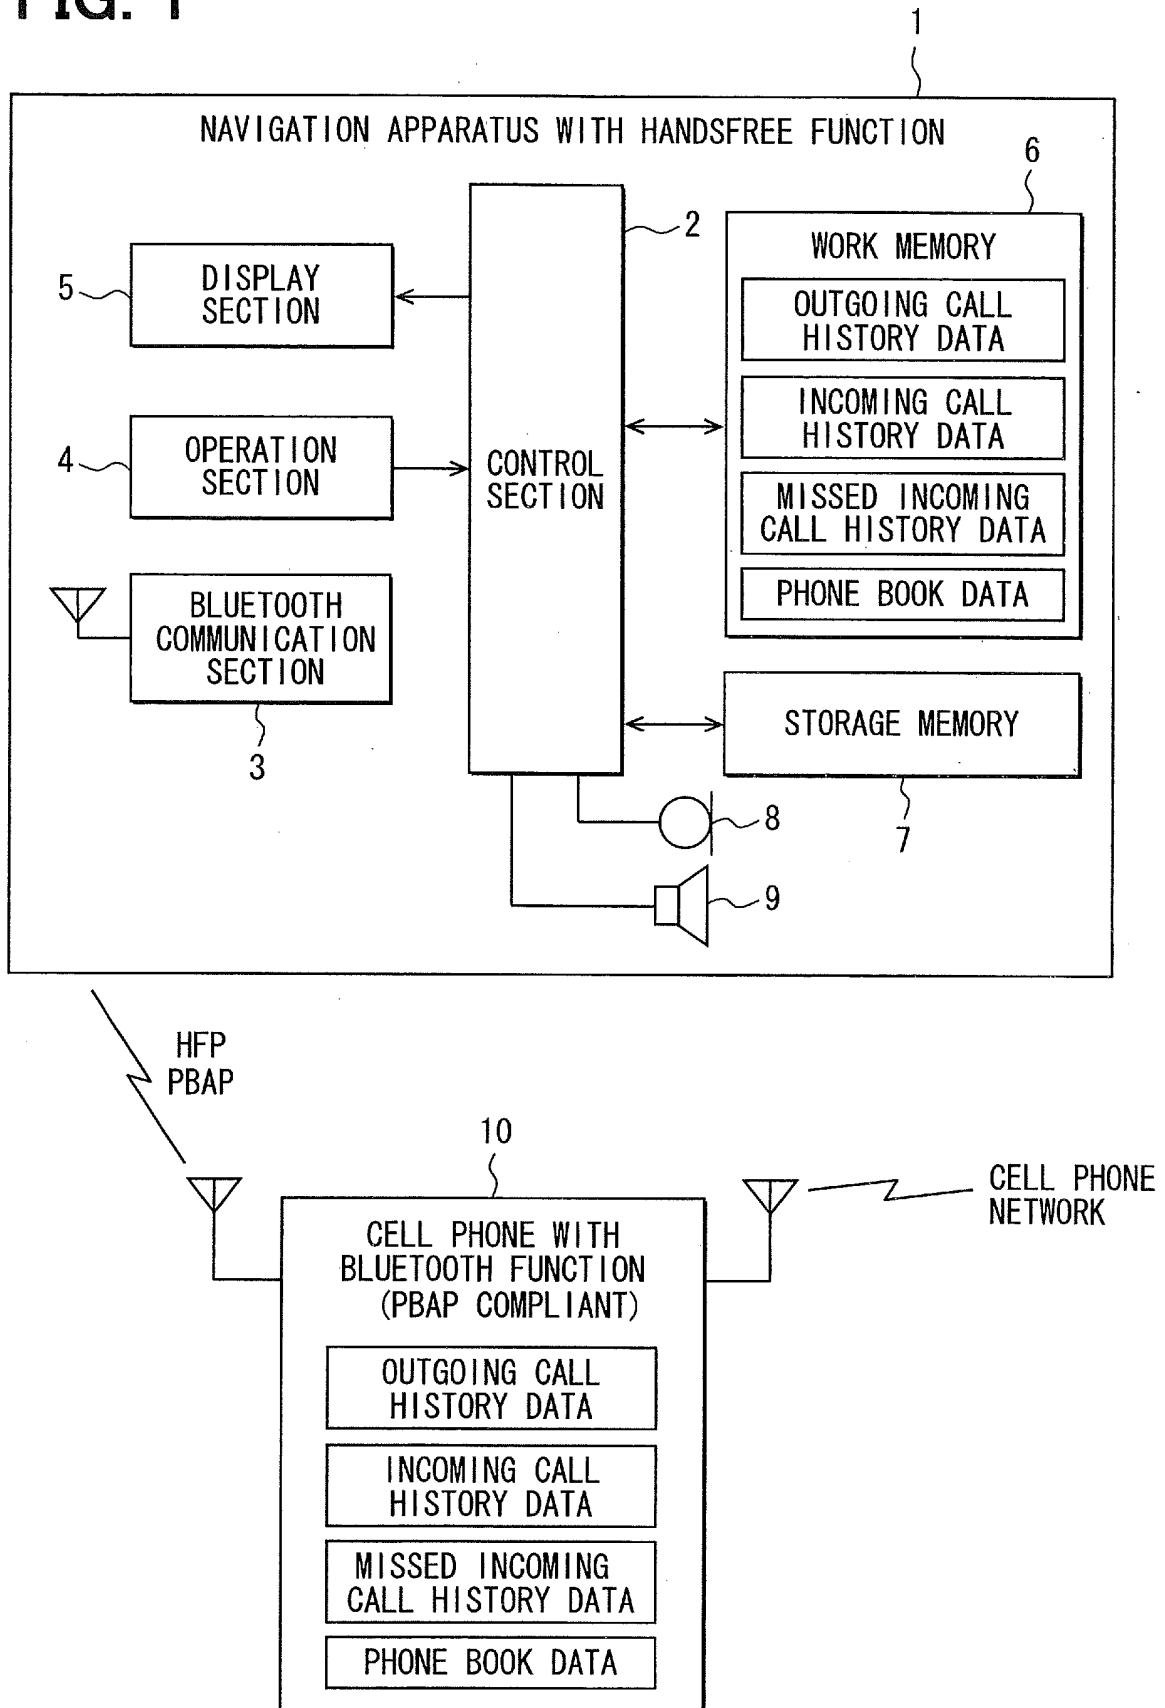 FIG. 1
1
NAVIGATION APPARATUS WITH HANDSFREE FUNCTION
6
2
WORK MEMORY
5
DISPLAY
SECTION
OUTGOING CALL
HISTORY DATA
INCOMING CALL
HISTORY DATA
4
OPERATION
SECTION
CONTROL
SECTION
MISSED INCOMING
CALL HISTORY DATA
PHONE BOOK DATA
BLUETOOTH
COMMUNICATION
SECTION
3
STORAGE MEMORY
7
8
9
HFP
PBAP
10
CELL PHONE
NETWORK
CELL PHONE WITH
BLUETOOTH FUNCTION
(PBAP COMPLIANT)
OUTGOING CALL
HISTORY DATA
INCOMING CALL
HISTORY DATA
MISSED INCOMING
CALL HISTORY DATA
PHONE BOOK DATA